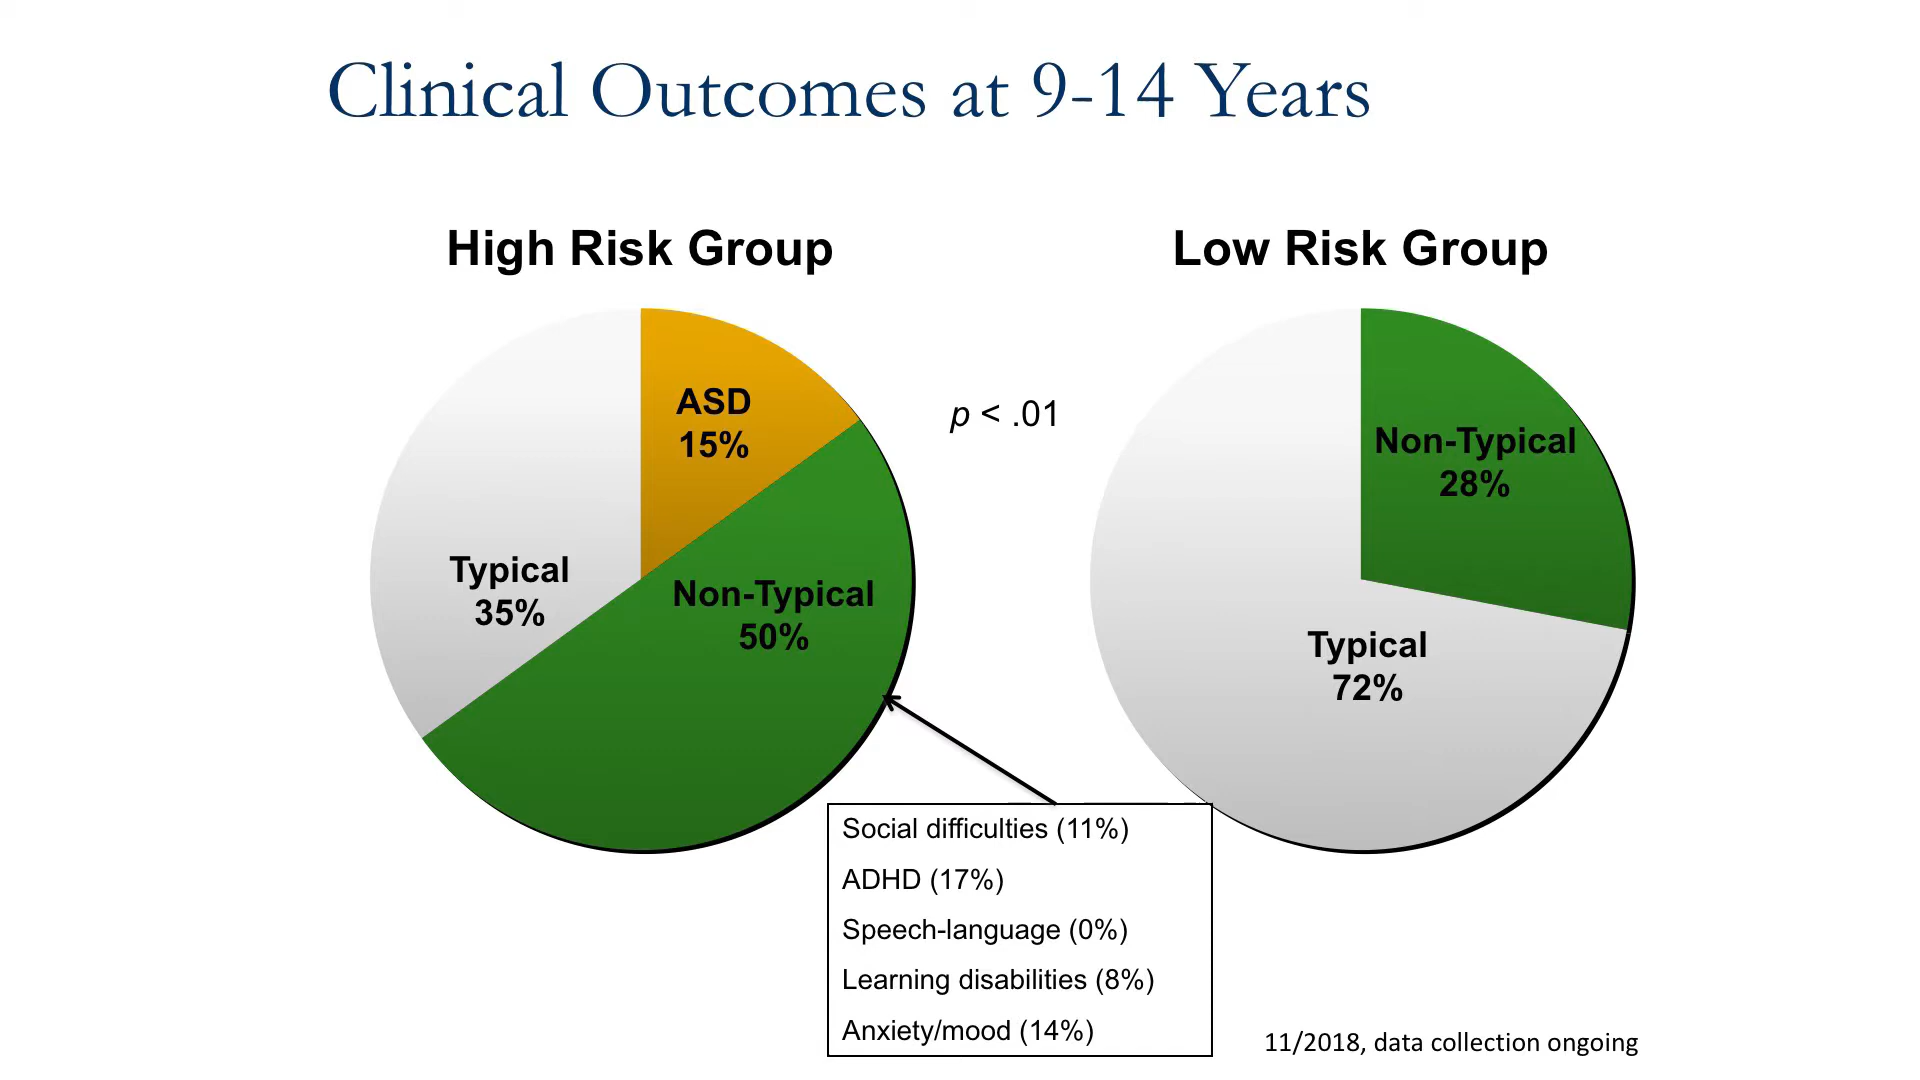 Clinical Outcomes at 9-14 Years
High Risk Group
ASD
15%
Typical
35%
Non-Typical
50%
p < .01
Low Risk Group
Non-Typical
28%
Typical
72%
Social difficulties (11%)
ADHD (17%)
Speech-language (0%)
Learning disabilities (8%)
Anxiety/mood (14%)
11/2018, data collection ongoing